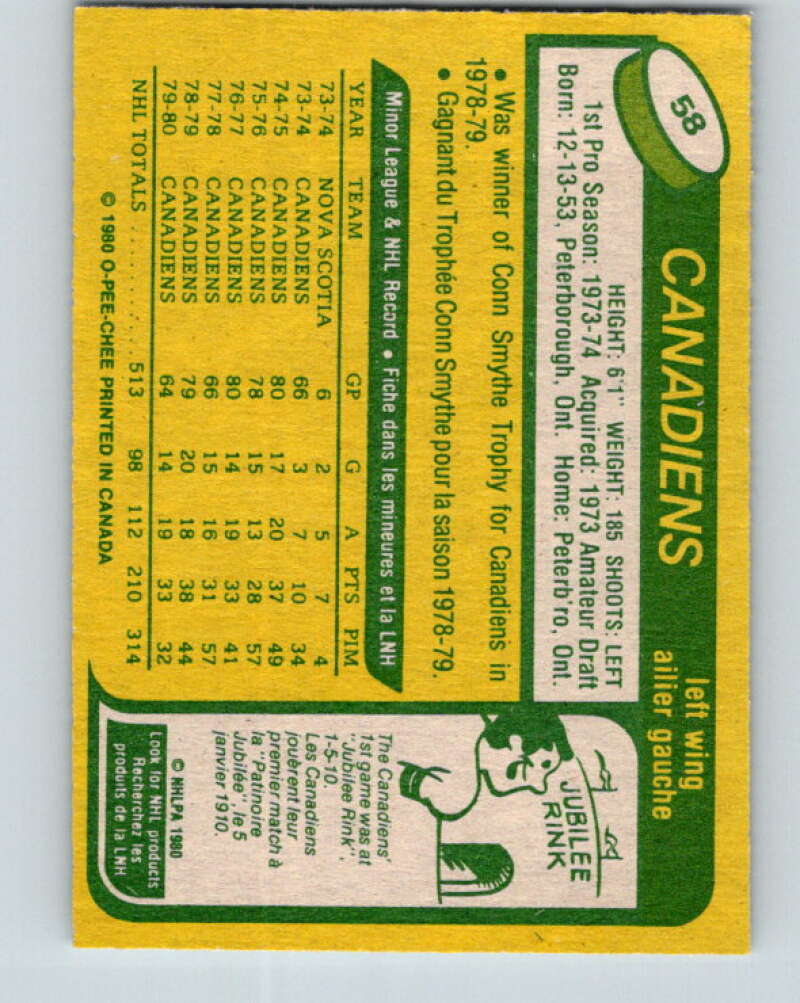 58
CANADIENS
left wing
ailier gauche
HEIGHT: 6'1" WEIGHT: 185 SHOOTS: LEFT
1st Pro Season: 1973-74 Acquired: 1973 Amateur Draft
Born: 12-13-53, Peterborough, Ont. Home: Peterb'ro, Ont.
• Was winner of Conn Smythe Trophy for Canadiens in
1978-79.
• Gagnant du Trophée Conn Smythe pour la saison 1978-79.
Minor League & NHL Record • Fiche dans les mineures et la LNH
YEAR TEAM GP G A PTS PIM
73-74 NOVA SCOTIA 6 2 5 7 4
73-74 CANADIENS 66 3 7 10 34
74-75 CANADIENS 80 17 20 37 49
75-76 CANADIENS 78 15 13 28 57
76-77 CANADIENS 80 14 19 33 41
77-78 CANADIENS 66 15 16 31 57
78-79 CANADIENS 79 20 18 38 44
79-80 CANADIENS 64 14 19 33 32
NHL TOTALS ............ 513 98 112 210 314
© 1980 O-PEE-CHEE PRINTED IN CANADA
JUBILEE
RINK
The Canadiens'
1st game was at
"Jubilee Rink",
1-5-10.
Les Canadiens
jouèrent leur
premier match à
la "Patinoire
Jubilée", le 5
janvier 1910.
© NHLPA 1980
Look for NHL products
Recherchez les
produits de la LNH